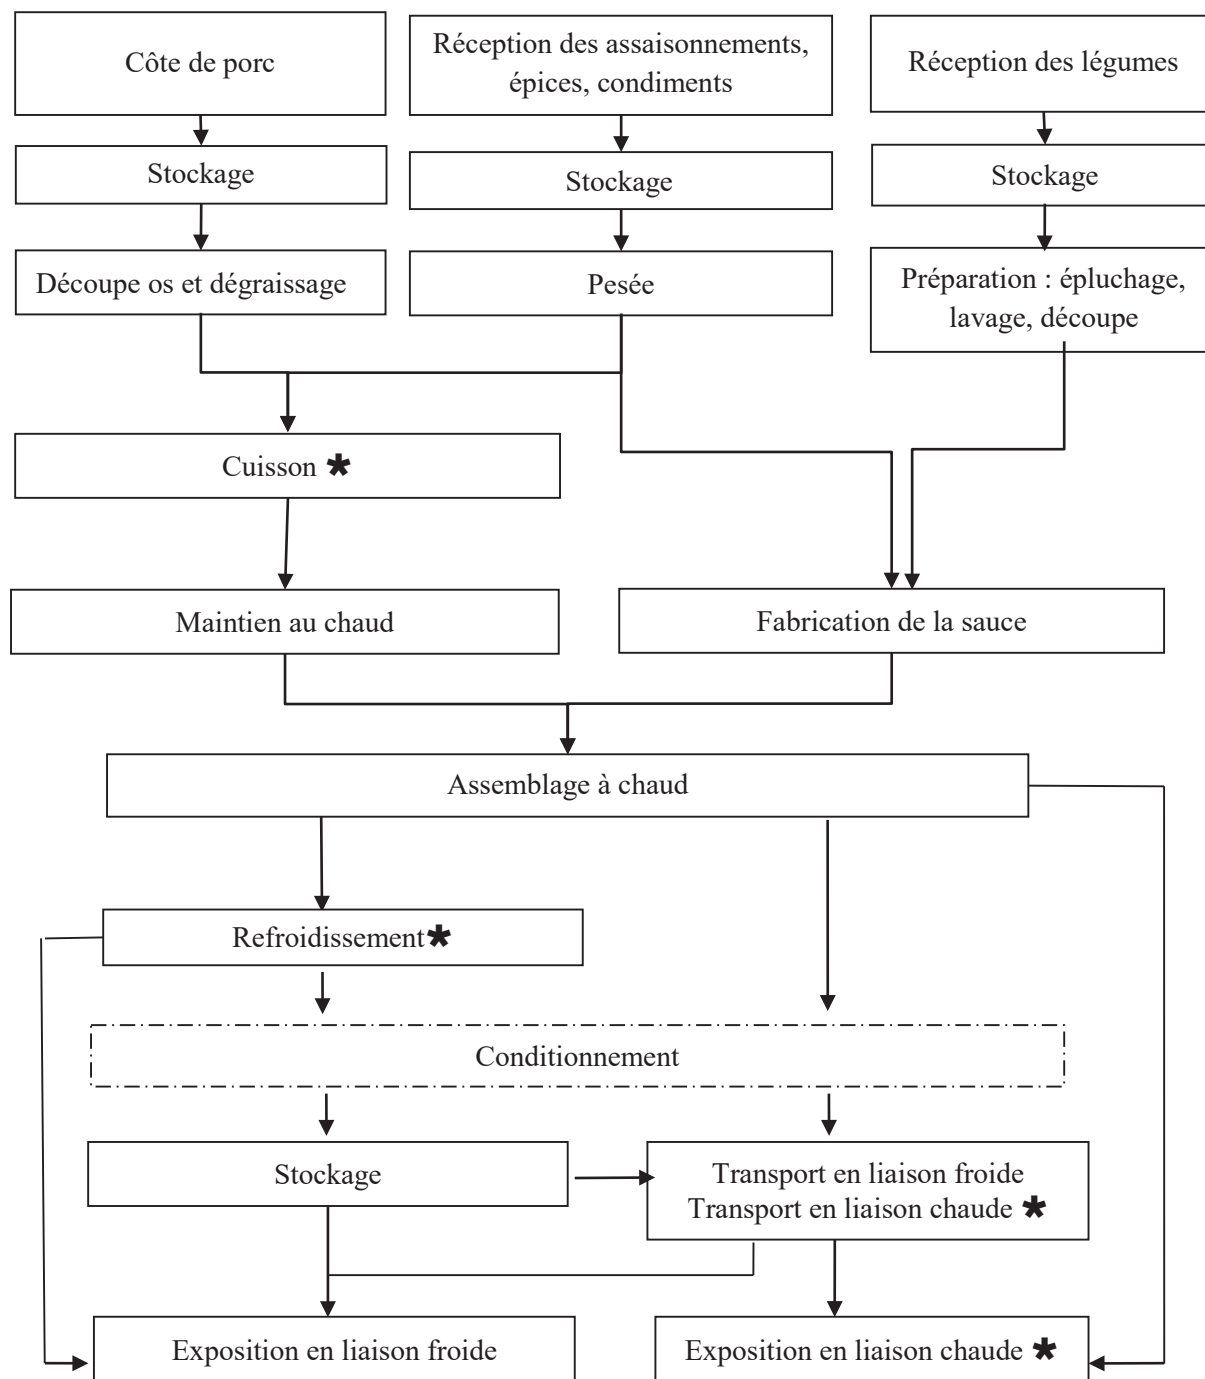 Côte de porc
Réception des assaisonnements,
épices, condiments
Réception des légumes
Stockage
Stockage
Stockage
Découpe os et dégraissage
Pesée
Préparation : épluchage,
lavage, découpe
Cuisson *
Maintien au chaud
Fabrication de la sauce
Assemblage à chaud
Refroidissement*
Conditionnement
Stockage
Transport en liaison froide
Transport en liaison chaude *
Exposition en liaison froide
Exposition en liaison chaude *